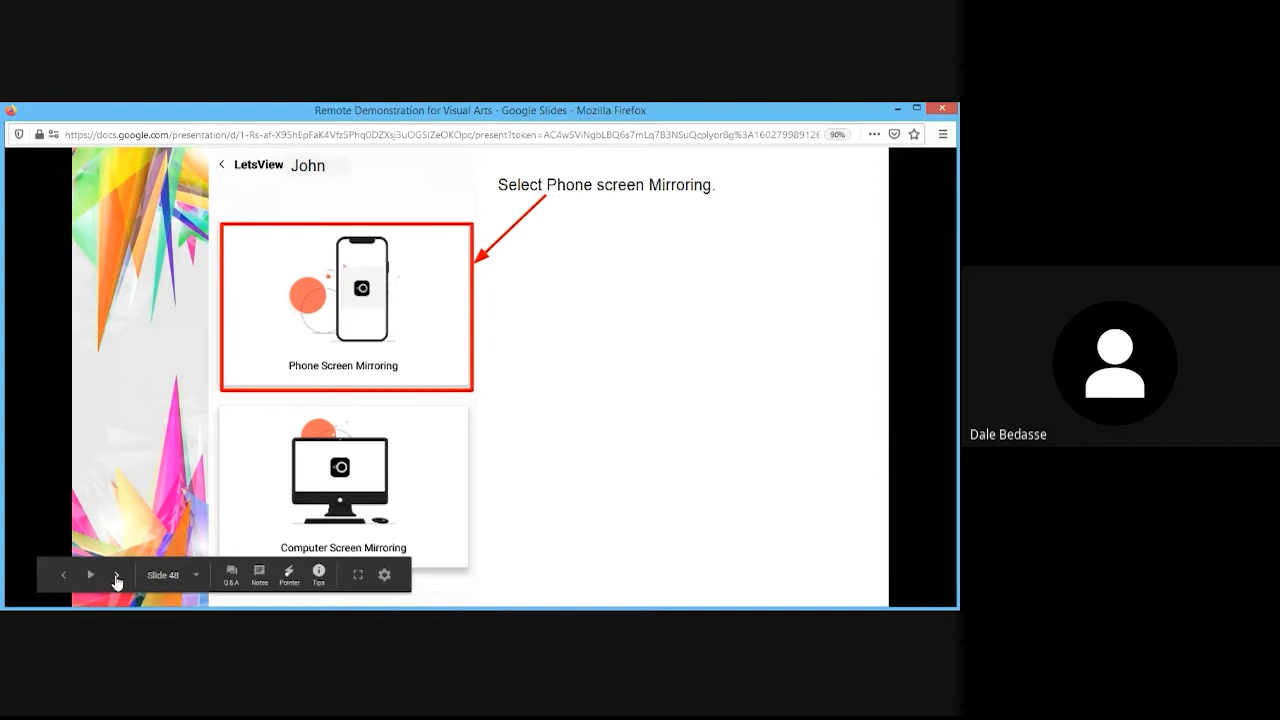 Remote Demonstration for Visual Arts - Google Slides - Mozilla Firefox
90%
LetsView John
Select Phone screen Mirroring.
Phone Screen Mirroring
Computer Screen Mirroring
Slide 48
Q&A
Notes
Pointer
Tips
Dale Bedasse